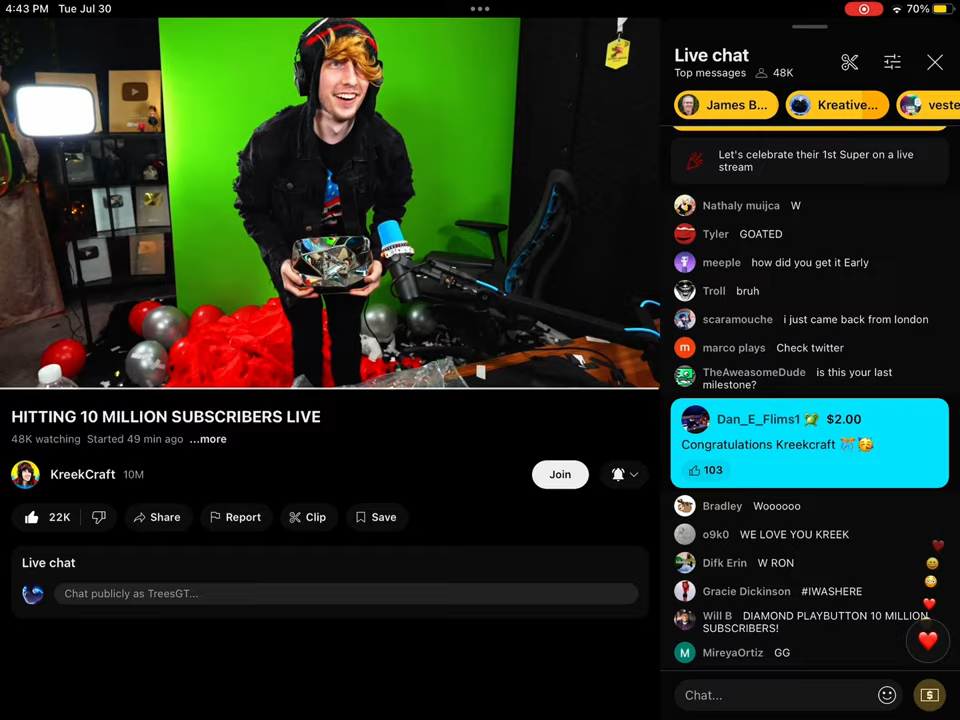 4:43 PM Tue Jul 30
70%
Live chat
Top messages 48K
James B...
Kreative...
veste
Let's celebrate their 1st Super on a live
stream
Nathaly muijca W
Tyler GOATED
meeple how did you get it Early
Troll bruh
scaramouche i just came back from london
m marco plays Check twitter
TheAweasomeDude is this your last
milestone?
Dan_E_Flims1 $2.00
Congratulations Kreekcraft
103
Bradley Woooooo
o9k0 WE LOVE YOU KREEK
Difk Erin W RON
Gracie Dickinson #IWASHERE
Will B DIAMOND PLAYBUTTON 10 MILLION
SUBSCRIBERS!
M MireyaOrtiz GG
Chat...
HITTING 10 MILLION SUBSCRIBERS LIVE
48K watching Started 49 min ago ...more
KreekCraft 10M
Join
22K
Share
Report
Clip
Save
Live chat
Chat publicly as TreesGT...